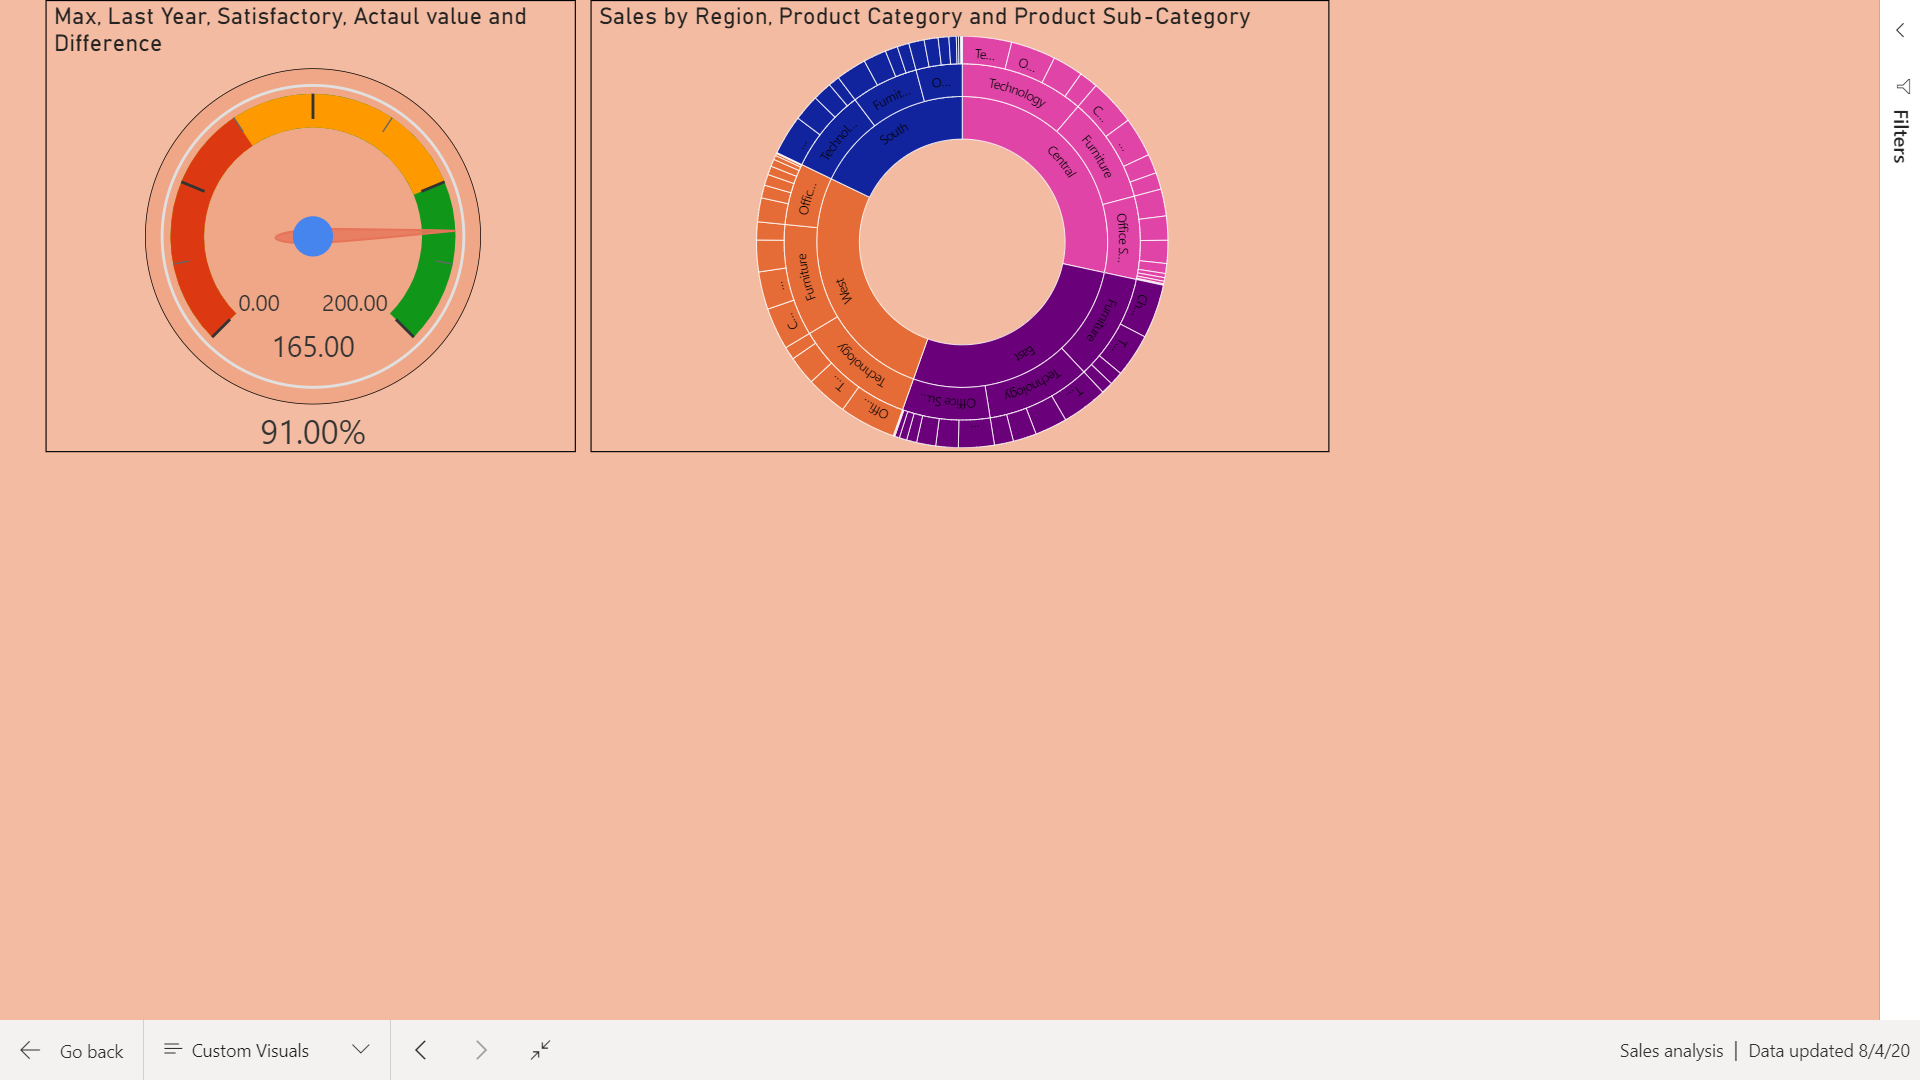 Max, Last Year, Satisfactory, Actaul value and
Difference
0.00
200.00
165.00
91.00%
Sales by Region, Product Category and Product Sub-Category
Te...
O...
Technology
C...
...
Furniture
Central
Office S...
Ch...
T...
Furniture
East
Technology
T...
Office Su...
...
Offi...
T...
Technology
C...
...
Furniture
West
Offic...
...
Technol...
Furnit...
O...
South
Filters
Go back
Custom Visuals
Sales analysis | Data updated 8/4/20